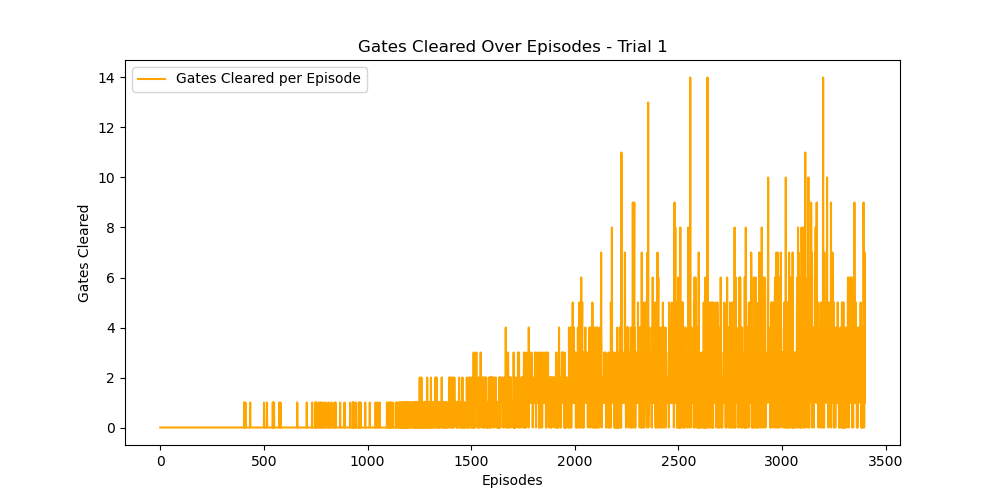 Gates Cleared Over Episodes - Trial 1
Gates Cleared per Episode
14
12
10
8
6
4
2
0
Gates Cleared
0 500 1000 1500 2000 2500 3000 3500
Episodes